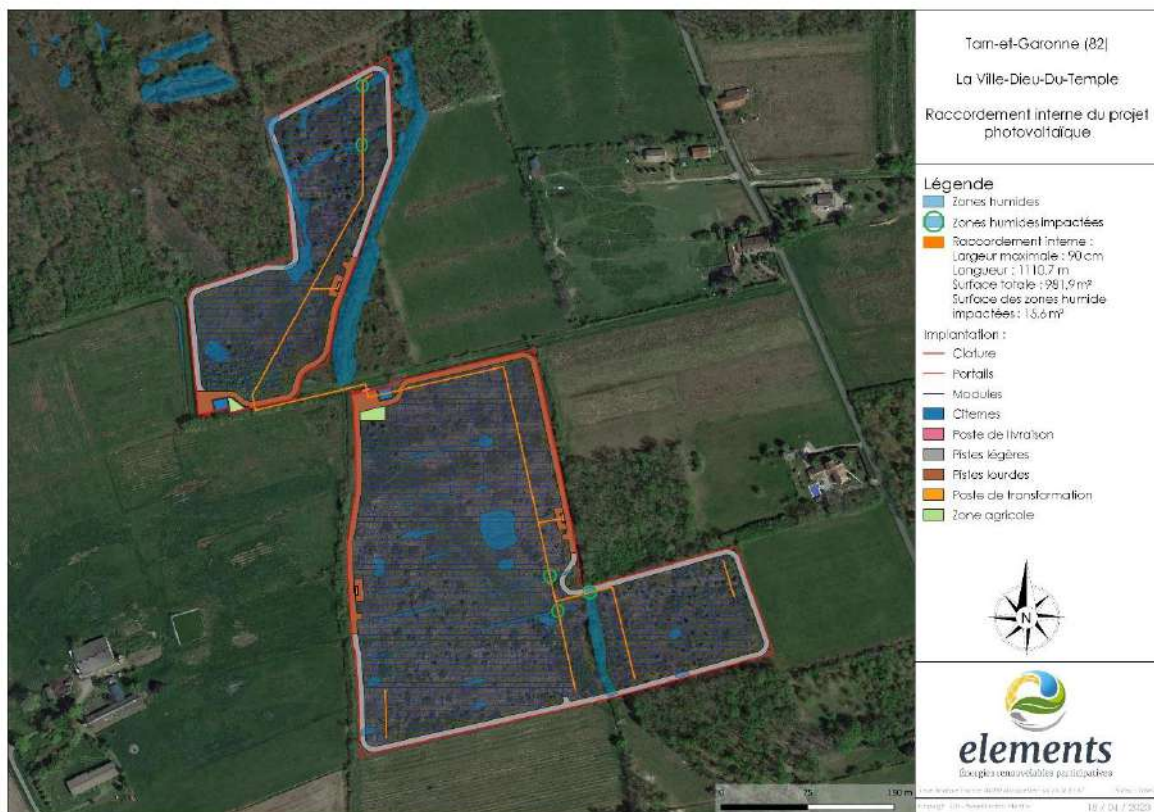 Tarn-et-Garonne (82)
La Ville-Dieu-Du-Temple
Raccordement interne du projet
photovoltaïque
Légende
Zones humides
Zones humides impactées
Raccordement interne :
Largeur maximale : 90 cm
Longueur : 1110,7 m
Surface totale : 981,9 m²
Surface des zones humide
impactées : 15,6 m²
Implantation :
Cloture
Portails
Modules
Citernes
Poste de livraison
Pistes légères
Pistes lourdes
Poste de transformation
Zone agricole
N
elements
Énergies renouvelables participatives
0 75 150 m
18 / 04 / 2023